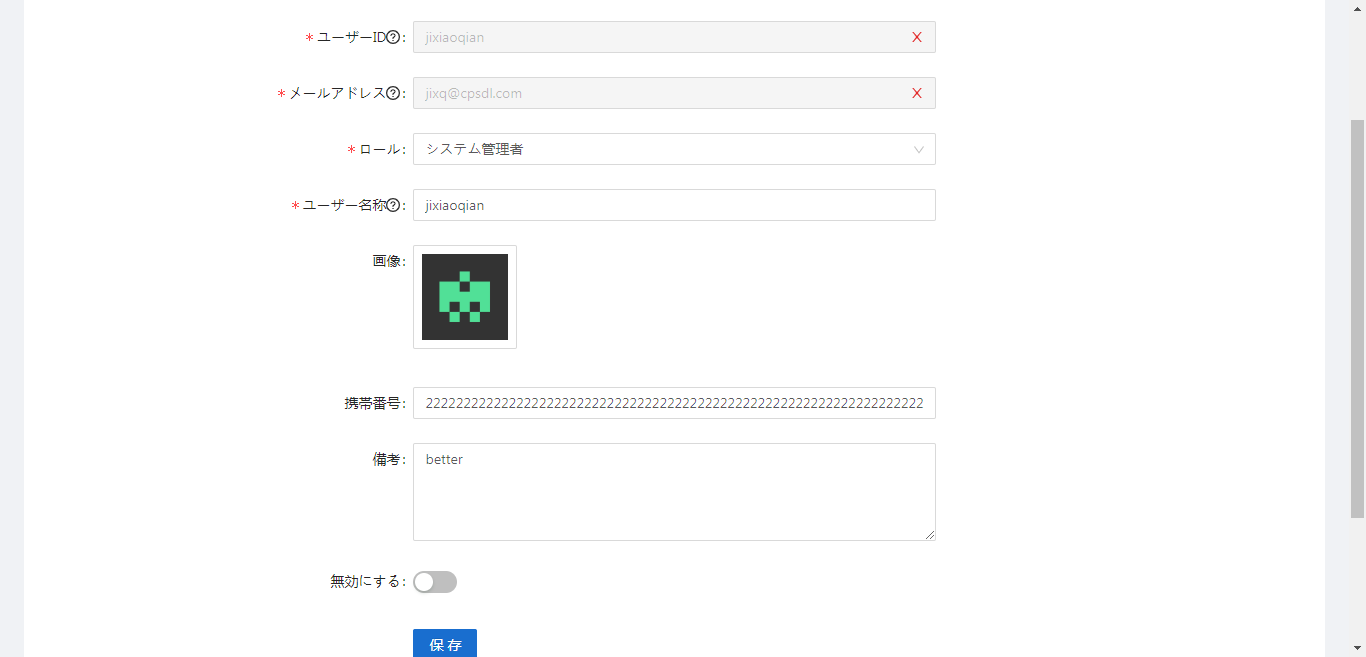 * ユーザーID?: jixiaoqian X
* メールアドレス?: jixq@cpsdl.com X
* ロール: システム管理者
* ユーザー名称?: jixiaoqian
画像:
携帯番号: 222222222222222222222222222222222222222222222222222222222222222222
備考: better
無効にする:
保存